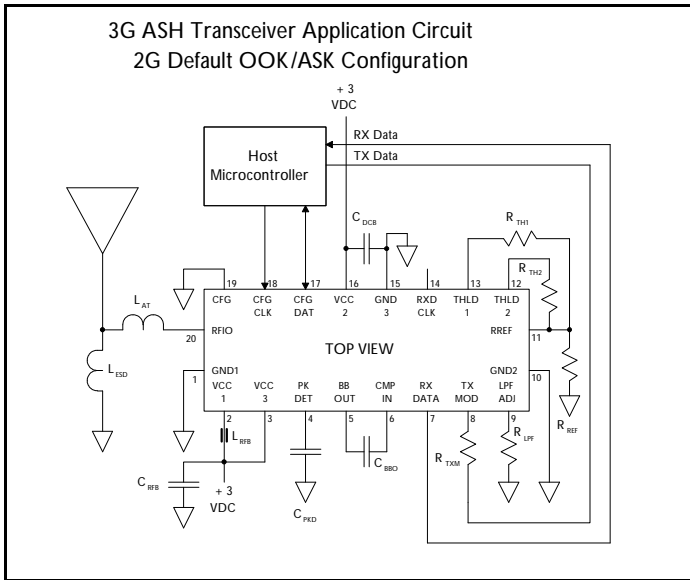 3G ASH Transceiver Application Circuit
2G Default OOK/ASK Configuration
+ 3
VDC
RX Data
TX Data
Host
Microcontroller
C DCB
R TH1
R TH2
19 18 17 16 15 14 13 12
CFG
CFG CLK
CFG DAT
VCC 2
GND 3
RXD CLK
THLD 1
THLD 2
L AT
20
RFIO
RREF
11
TOP VIEW
L ESD
1
GND1
GND2
10
VCC 1
VCC 3
PK DET
BB OUT
CMP IN
RX DATA
TX MOD
LPF ADJ
R REF
2 3 4 5 6 7 8 9
L RFB
C RFB
+ 3
VDC
C PKD
C BBO
R TXM
R LPF